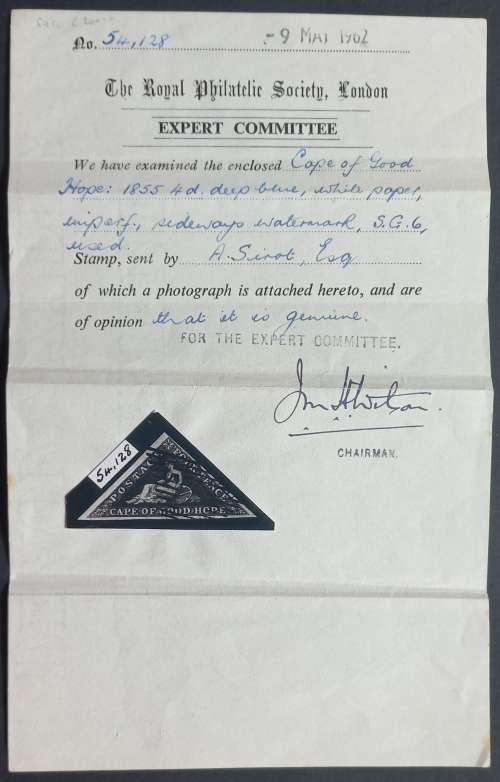 No. 54,128
-9 MAY 1962
The Royal Philatelic Society, London
EXPERT COMMITTEE
We have examined the enclosed Cape of Good
Hope: 1855 4d. deep blue, white paper,
imperf., sideways watermark, S.G.6,
used.
Stamp, sent by A. Sirot, Esq
of which a photograph is attached hereto, and are
of opinion that it is genuine.
FOR THE EXPERT COMMITTEE.
CHAIRMAN.
54,128
POSTAGE
FOUR PENCE
CAPE OF GOOD HOPE